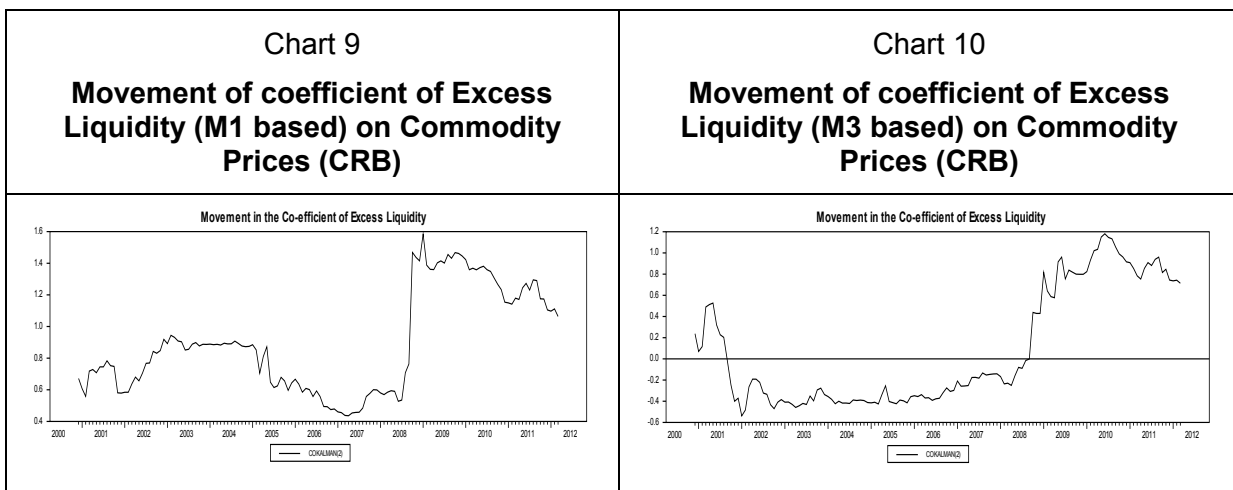 Chart 9
Movement of coefficient of Excess
Liquidity (M1 based) on Commodity
Prices (CRB)
Movement in the Co-efficient of Excess Liquidity
1.6
1.4
1.2
1.0
0.8
0.6
0.4
2000 2001 2002 2003 2004 2005 2006 2007 2008 2009 2010 2011 2012
COKALMAN(2)
Chart 10
Movement of coefficient of Excess
Liquidity (M3 based) on Commodity
Prices (CRB)
Movement in the Co-efficient of Excess Liquidity
1.2
1.0
0.8
0.6
0.4
0.2
0.0
-0.2
-0.4
-0.6
2000 2001 2002 2003 2004 2005 2006 2007 2008 2009 2010 2011 2012
COKALMAN(2)